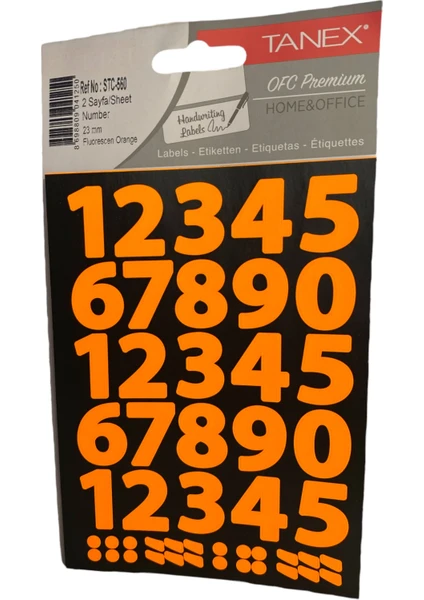 TANEX®
OFC Premium
HOME&OFFICE
Handwriting
Labels
Labels - Etiketten - Etiquetas - Étiquettes
Ref No : STC-560
2 Sayfa/Sheet
Number
23 mm
Fluorescen Orange
12345
67890
12345
67890
12345